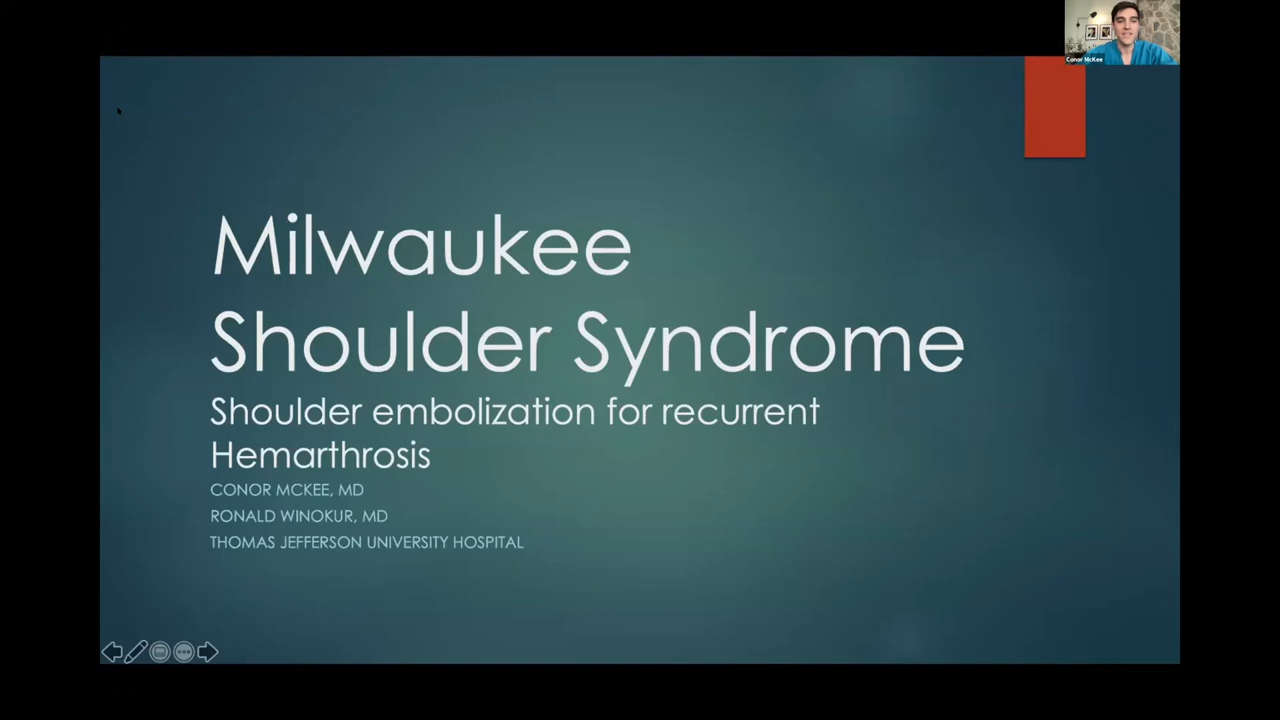 Conor McKee
Milwaukee
Shoulder Syndrome
Shoulder embolization for recurrent
Hemarthrosis
CONOR MCKEE, MD
RONALD WINOKUR, MD
THOMAS JEFFERSON UNIVERSITY HOSPITAL